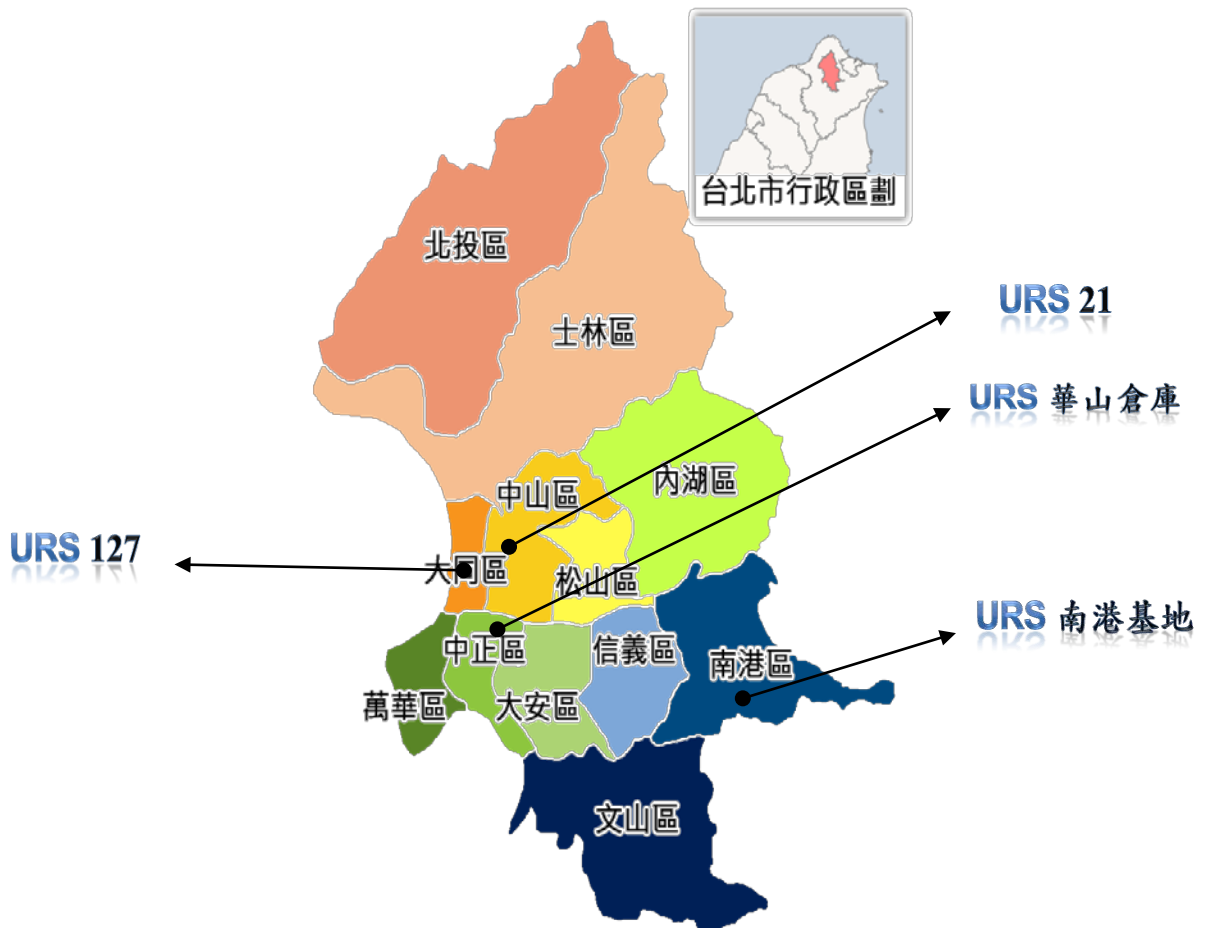 台北市行政區劃
北投區
URS 21
士林區
URS 華山倉庫
中山區
內湖區
URS 127
大同區
松山區
URS 南港基地
中正區
信義區
南港區
萬華區
大安區
文山區